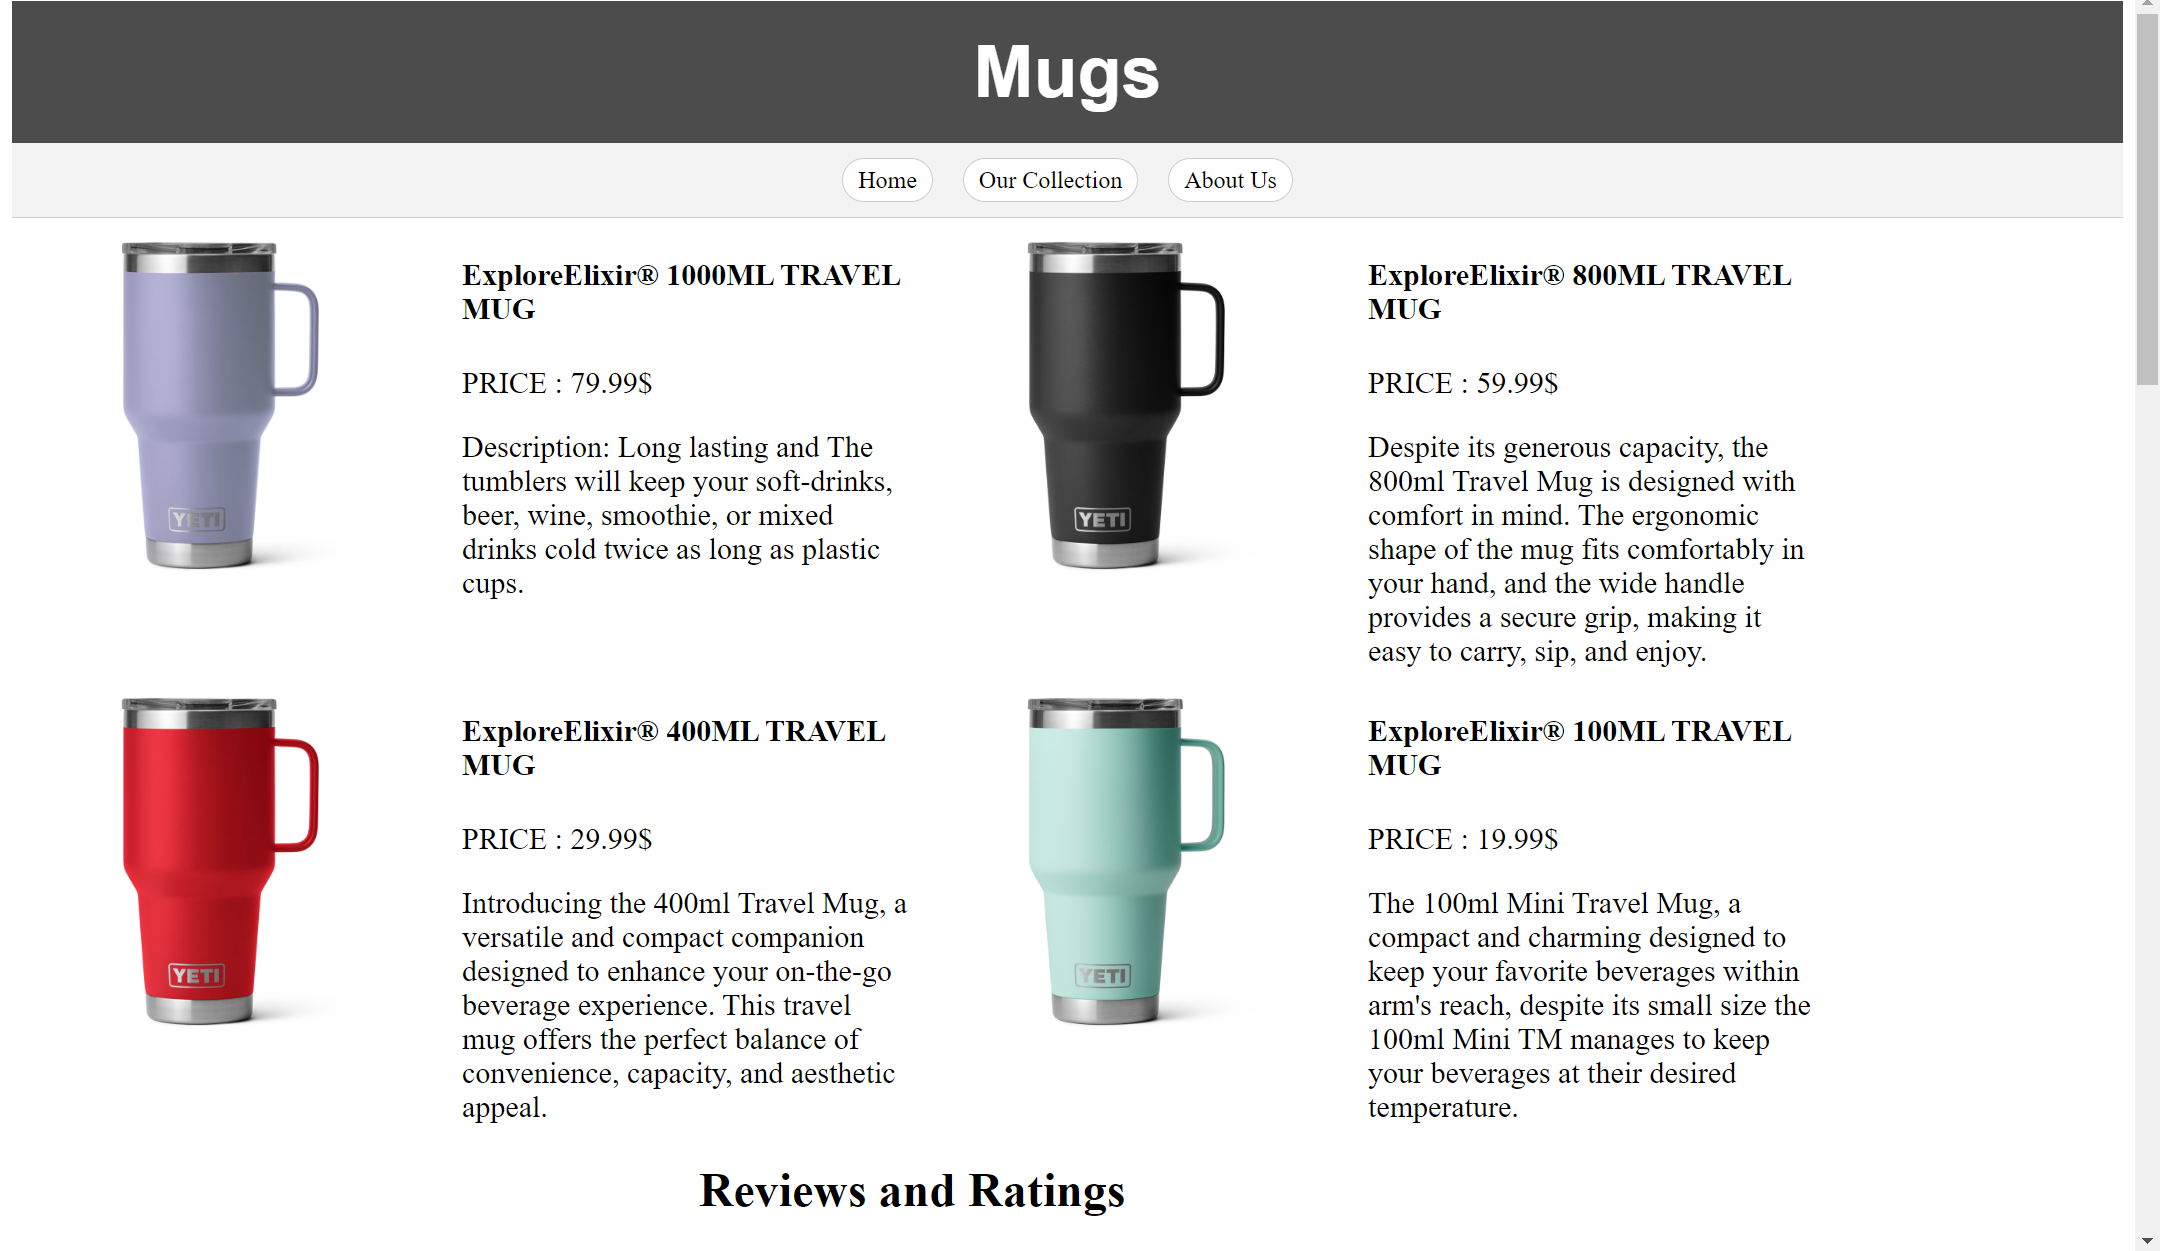 Mugs
Home
Our Collection
About Us
ExploreElixir® 1000ML TRAVEL
MUG
PRICE : 79.99$
Description: Long lasting and The
tumblers will keep your soft-drinks,
beer, wine, smoothie, or mixed
drinks cold twice as long as plastic
cups.
YETI
ExploreElixir® 800ML TRAVEL
MUG
PRICE : 59.99$
Despite its generous capacity, the
800ml Travel Mug is designed with
comfort in mind. The ergonomic
shape of the mug fits comfortably in
your hand, and the wide handle
provides a secure grip, making it
easy to carry, sip, and enjoy.
YETI
ExploreElixir® 400ML TRAVEL
MUG
PRICE : 29.99$
Introducing the 400ml Travel Mug, a
versatile and compact companion
designed to enhance your on-the-go
beverage experience. This travel
mug offers the perfect balance of
convenience, capacity, and aesthetic
appeal.
YETI
ExploreElixir® 100ML TRAVEL
MUG
PRICE : 19.99$
The 100ml Mini Travel Mug, a
compact and charming designed to
keep your favorite beverages within
arm's reach, despite its small size the
100ml Mini TM manages to keep
your beverages at their desired
temperature.
YETI
Reviews and Ratings